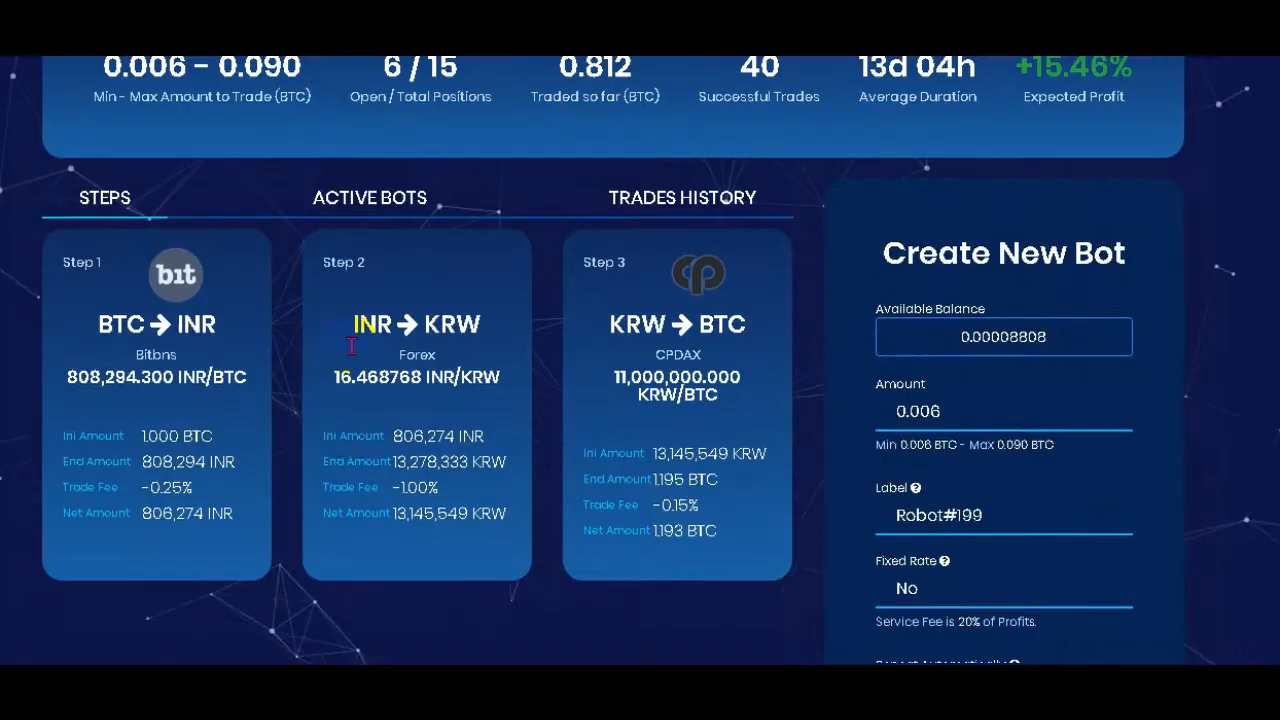 0.006 - 0.090
Min - Max Amount to Trade (BTC)
6 / 15
Open / Total Positions
0.812
Traded so far (BTC)
40
Successful Trades
13d 04h
Average Duration
+15.46%
Expected Profit
STEPS
ACTIVE BOTS
TRADES HISTORY
Step 1
bit
BTC → INR
Bitbns
808,294.300 INR/BTC
Ini Amount 1.000 BTC
End Amount 808,294 INR
Trade Fee -0.25%
Net Amount 806,274 INR
Step 2
INR → KRW
Forex
16.468768 INR/KRW
Ini Amount 806,274 INR
End Amount 13,278,333 KRW
Trade Fee -1.00%
Net Amount 13,145,549 KRW
Step 3
cp
KRW → BTC
CPDAX
11,000,000.000
KRW/BTC
Ini Amount 13,145,549 KRW
End Amount 1.195 BTC
Trade Fee -0.15%
Net Amount 1.193 BTC
Create New Bot
Available Balance
0.00008808
Amount
0.006
Min 0.006 BTC - Max 0.090 BTC
Label
Robot#199
Fixed Rate
No
Service Fee is 20% of Profits.
Repeat Automatically